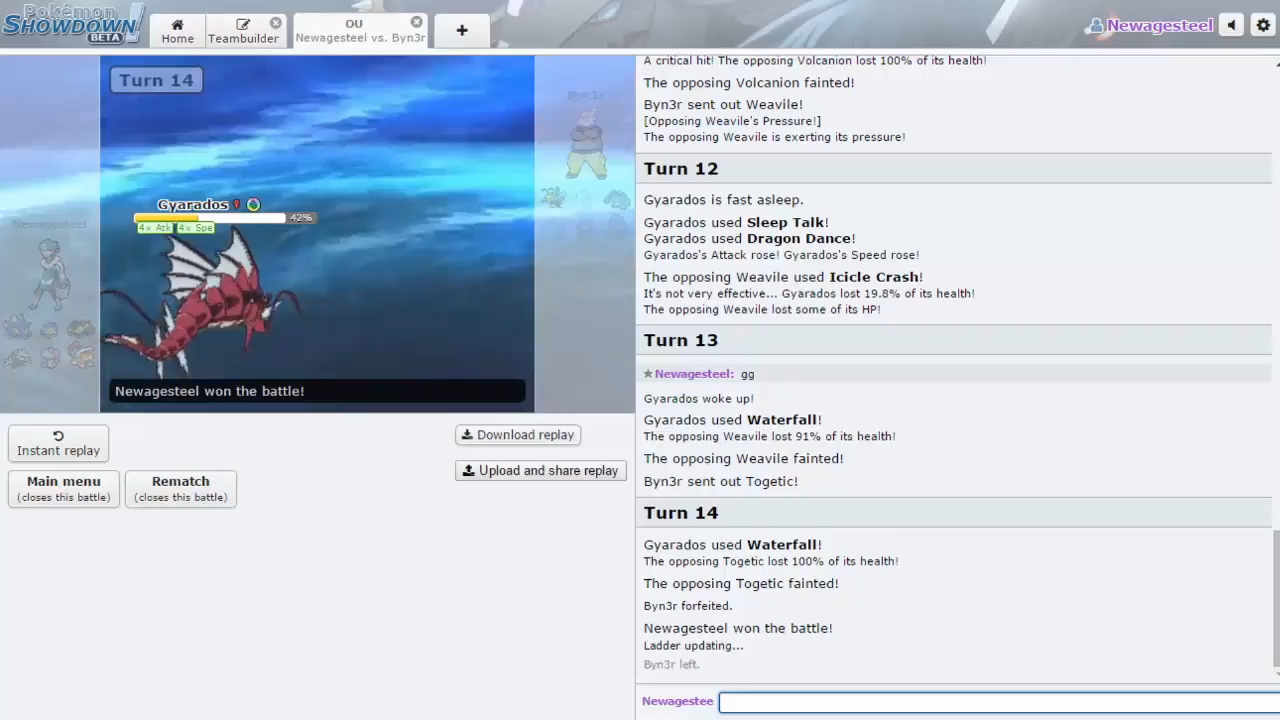 Pokémon
SHOWDOWN
BETA
Home
Teambuilder
OU
Newagesteel vs. Byn3r
+
Newagesteel
Turn 14
Byn3r
Gyarados
42%
4× Atk 4× Spe
Newagesteel
Newagesteel won the battle!
Instant replay
Download replay
Upload and share replay
Main menu
(closes this battle)
Rematch
(closes this battle)
A critical hit! The opposing Volcanion lost 100% of its health!
The opposing Volcanion fainted!
Byn3r sent out Weavile!
[Opposing Weavile's Pressure!]
The opposing Weavile is exerting its pressure!
Turn 12
Gyarados is fast asleep.
Gyarados used Sleep Talk!
Gyarados used Dragon Dance!
Gyarados's Attack rose! Gyarados's Speed rose!
The opposing Weavile used Icicle Crash!
It's not very effective... Gyarados lost 19.8% of its health!
The opposing Weavile lost some of its HP!
Turn 13
★Newagesteel: gg
Gyarados woke up!
Gyarados used Waterfall!
The opposing Weavile lost 91% of its health!
The opposing Weavile fainted!
Byn3r sent out Togetic!
Turn 14
Gyarados used Waterfall!
The opposing Togetic lost 100% of its health!
The opposing Togetic fainted!
Byn3r forfeited.
Newagesteel won the battle!
Ladder updating...
Byn3r left.
Newagestee